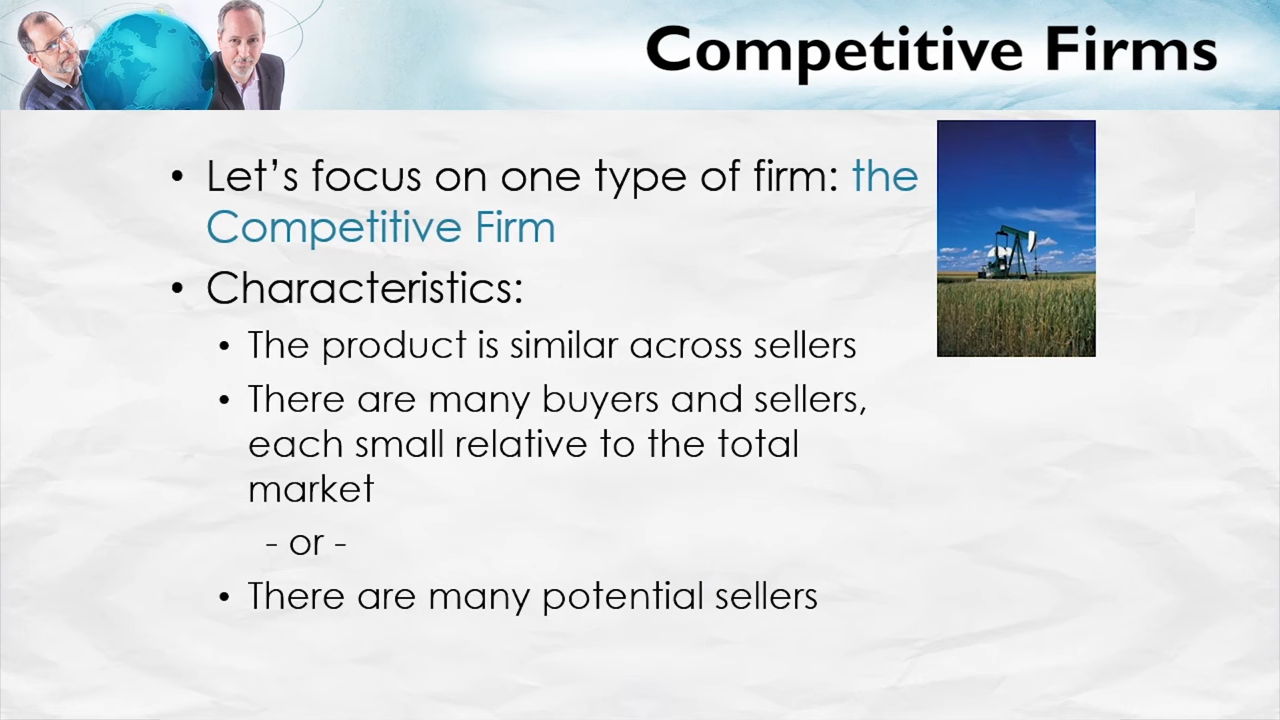 Competitive Firms
• Let’s focus on one type of firm: the
Competitive Firm
• Characteristics:
• The product is similar across sellers
• There are many buyers and sellers,
each small relative to the total
market
- or -
• There are many potential sellers